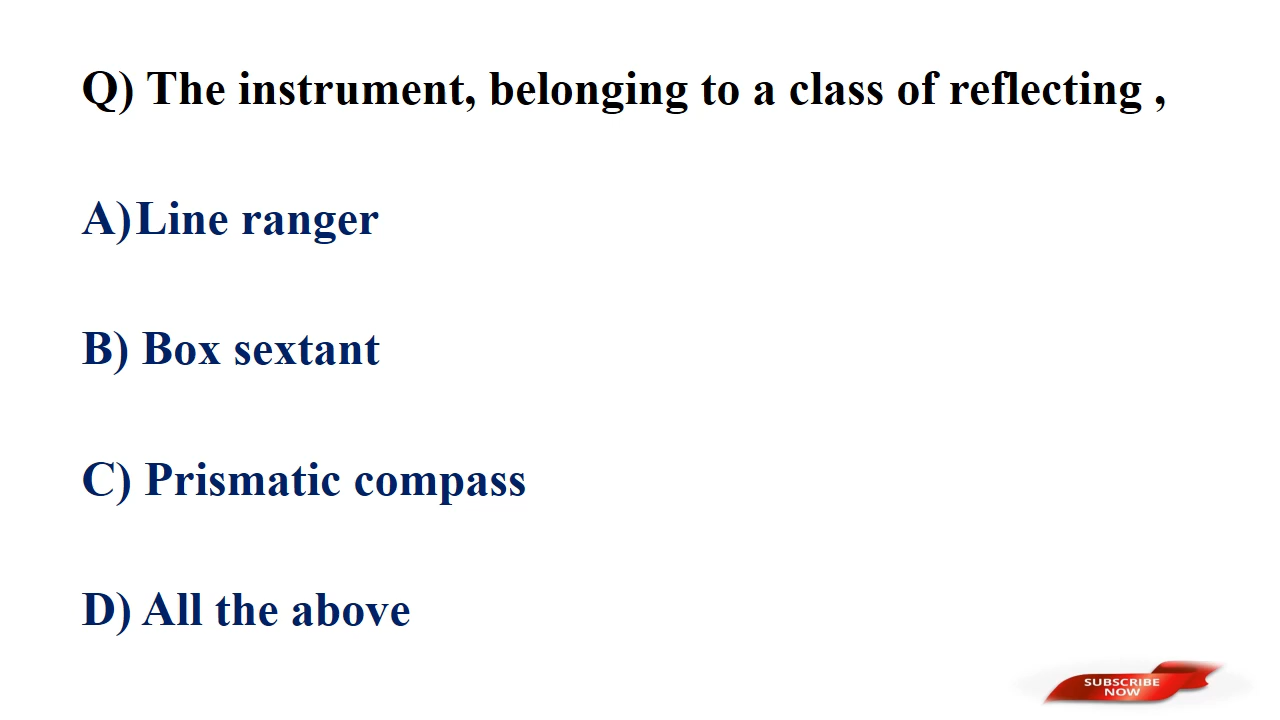 Q) The instrument, belonging to a class of reflecting ,
A)Line ranger
B) Box sextant
C) Prismatic compass
D) All the above
SUBSCRIBE
NOW